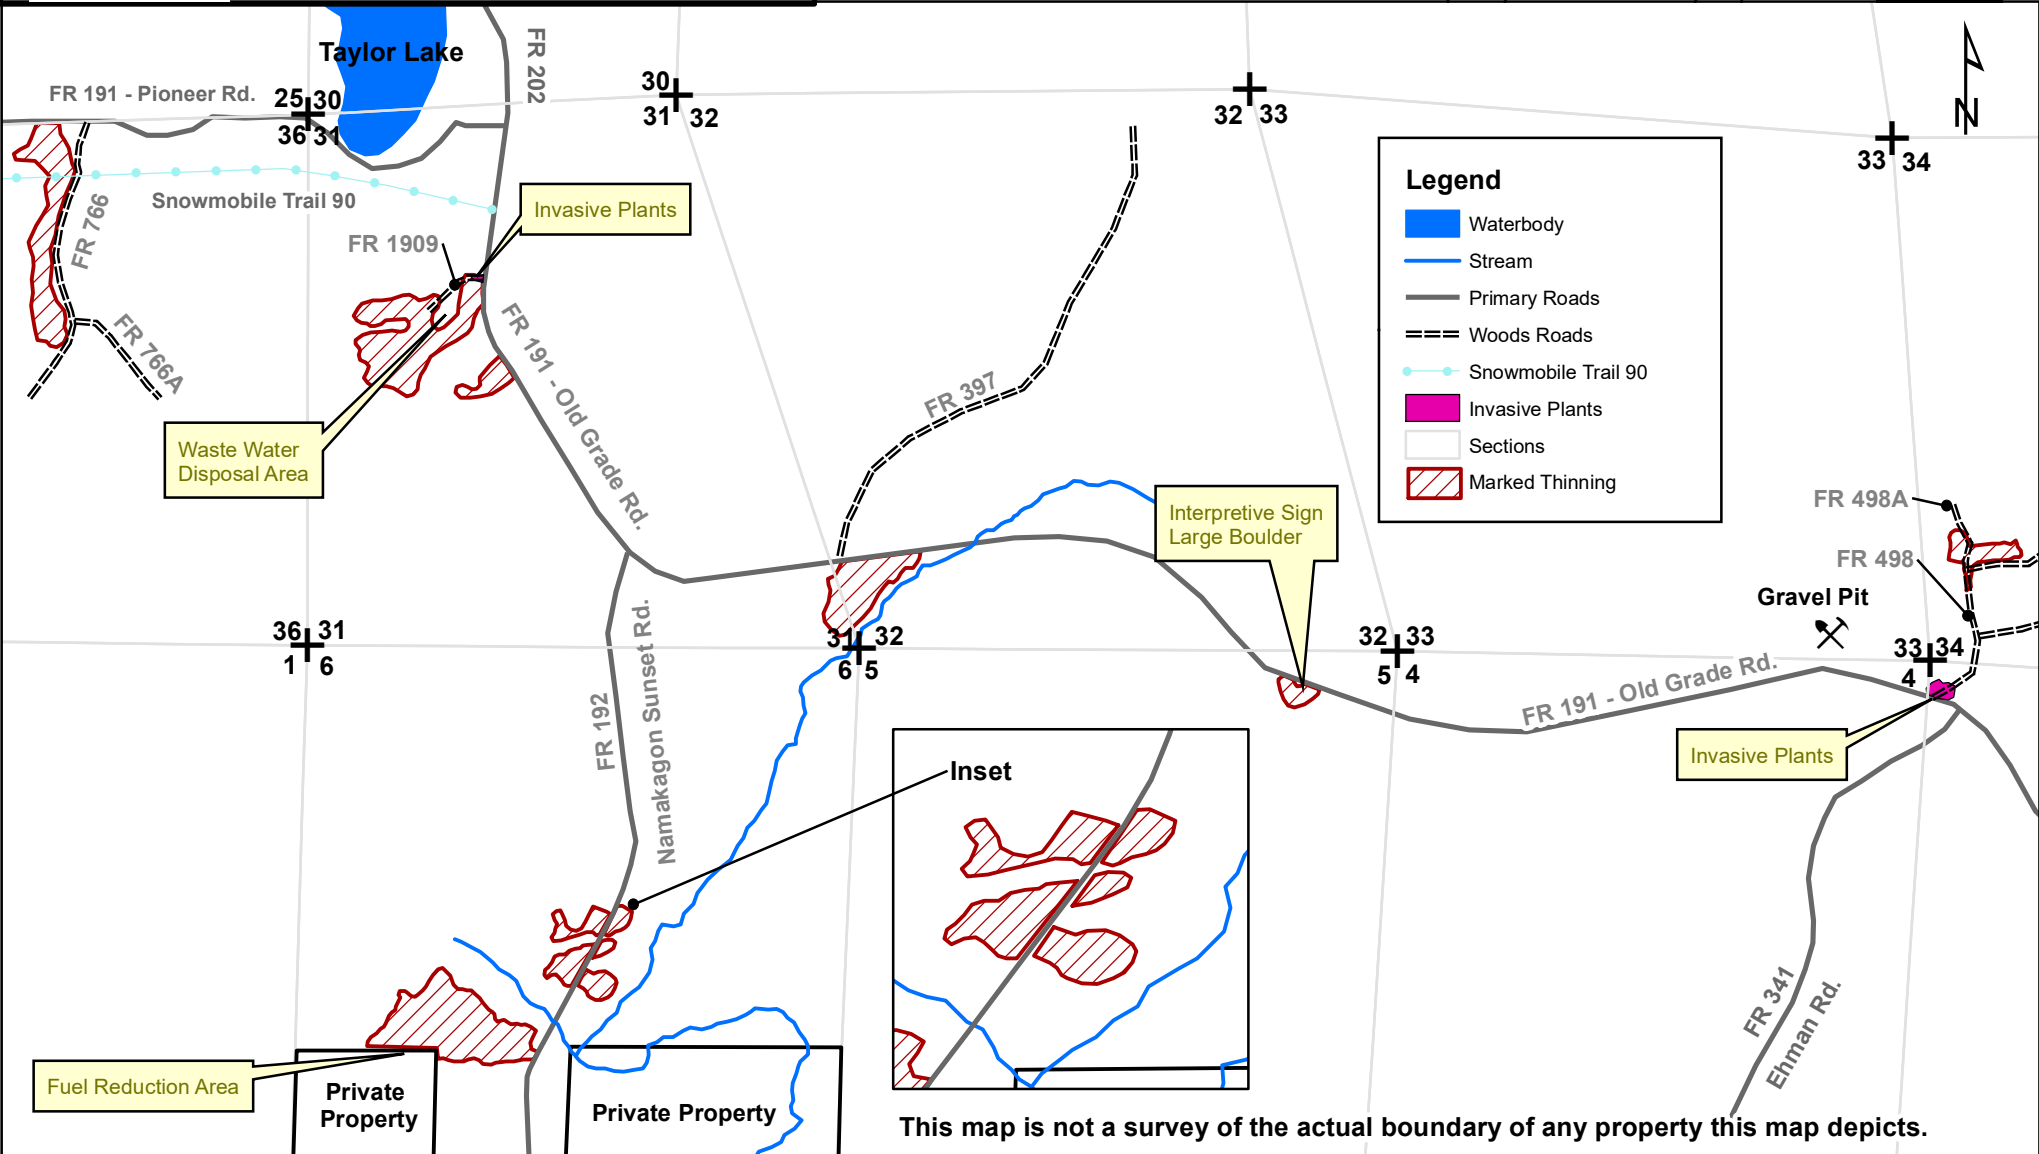 Taylor Lake
FR 202
FR 191 - Pioneer Rd.
25 30
36 31
30
31 32
32 33
33 34
N
Snowmobile Trail 90
FR 766
FR 766A
FR 1909
Invasive Plants
Waste Water
Disposal Area
FR 191 - Old Grade Rd.
FR 397
Legend
Waterbody
Stream
Primary Roads
Woods Roads
Snowmobile Trail 90
Invasive Plants
Sections
Marked Thinning
Interpretive Sign
Large Boulder
FR 498A
FR 498
Gravel Pit
36 31
1 6
31 32
6 5
32 33
5 4
33 34
4
FR 191 - Old Grade Rd.
Invasive Plants
FR 192
Namakagon Sunset Rd.
Inset
FR 341
Ehman Rd.
Fuel Reduction Area
Private
Property
Private Property
This map is not a survey of the actual boundary of any property this map depicts.